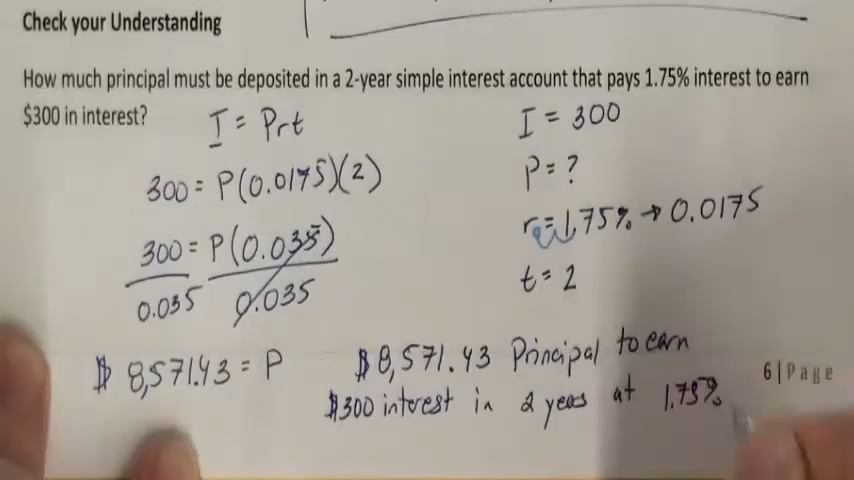 Check your Understanding
How much principal must be deposited in a 2-year simple interest account that pays 1.75% interest to earn
$300 in interest?
I = Prt
300 = P(0.0175)(2)
300 = P(0.035)
0.035 0.035
$ 8,571.43 = P
I = 300
P = ?
r = 1.75% → 0.0175
t = 2
$8,571.43 Principal to earn
$300 interest in 2 years at 1.75%
6 | Page